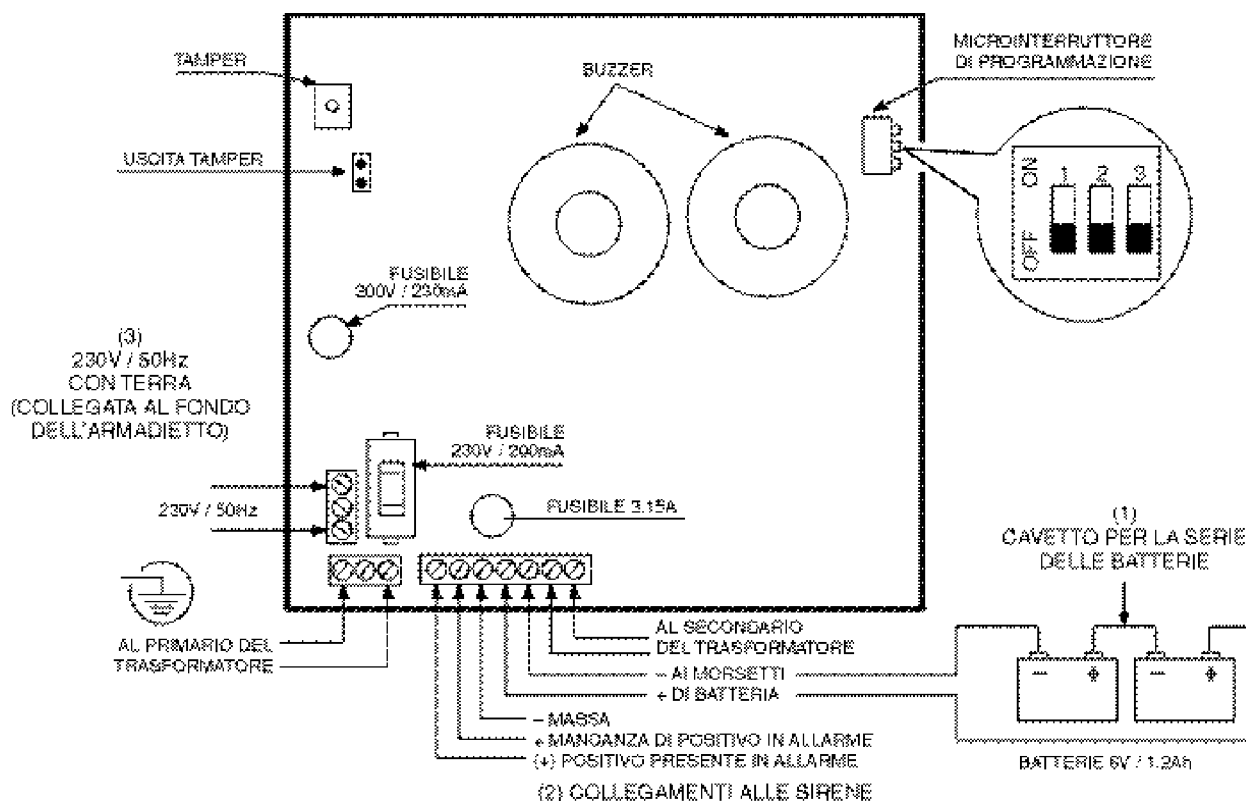 TAMPER
BUZZER
MICROINTERRUTTORE
DI PROGRAMMAZIONE
USCITA TAMPER
ON
OFF
1 2 3
FUSIBILE
300V / 230mA
(3)
230V / 50Hz
CON TERRA
(COLLEGATA AL FONDO
DELL'ARMADIETTO)
FUSIBILE
230V / 200mA
230V / 50Hz
FUSIBILE 3.15A
(1)
CAVETTO PER LA SERIE
DELLE BATTERIE
AL PRIMARIO DEL
TRASFORMATORE
AL SECONDARIO
DEL TRASFORMATORE
– AI MORSETTI
+ DI BATTERIA
– +
– +
– MASSA
+ MANCANZA DI POSITIVO IN ALLARME
(+) POSITIVO PRESENTE IN ALLARME
BATTERIE 6V / 1.2Ah
(2) COLLEGAMENTI ALLE SIRENE